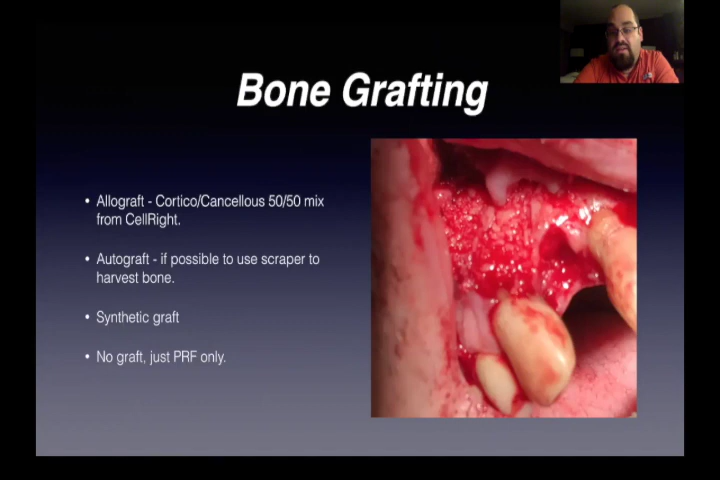 Bone Grafting
• Allograft - Cortico/Cancellous 50/50 mix
from CellRight.
• Autograft - if possible to use scraper to
harvest bone.
• Synthetic graft
• No graft, just PRF only.